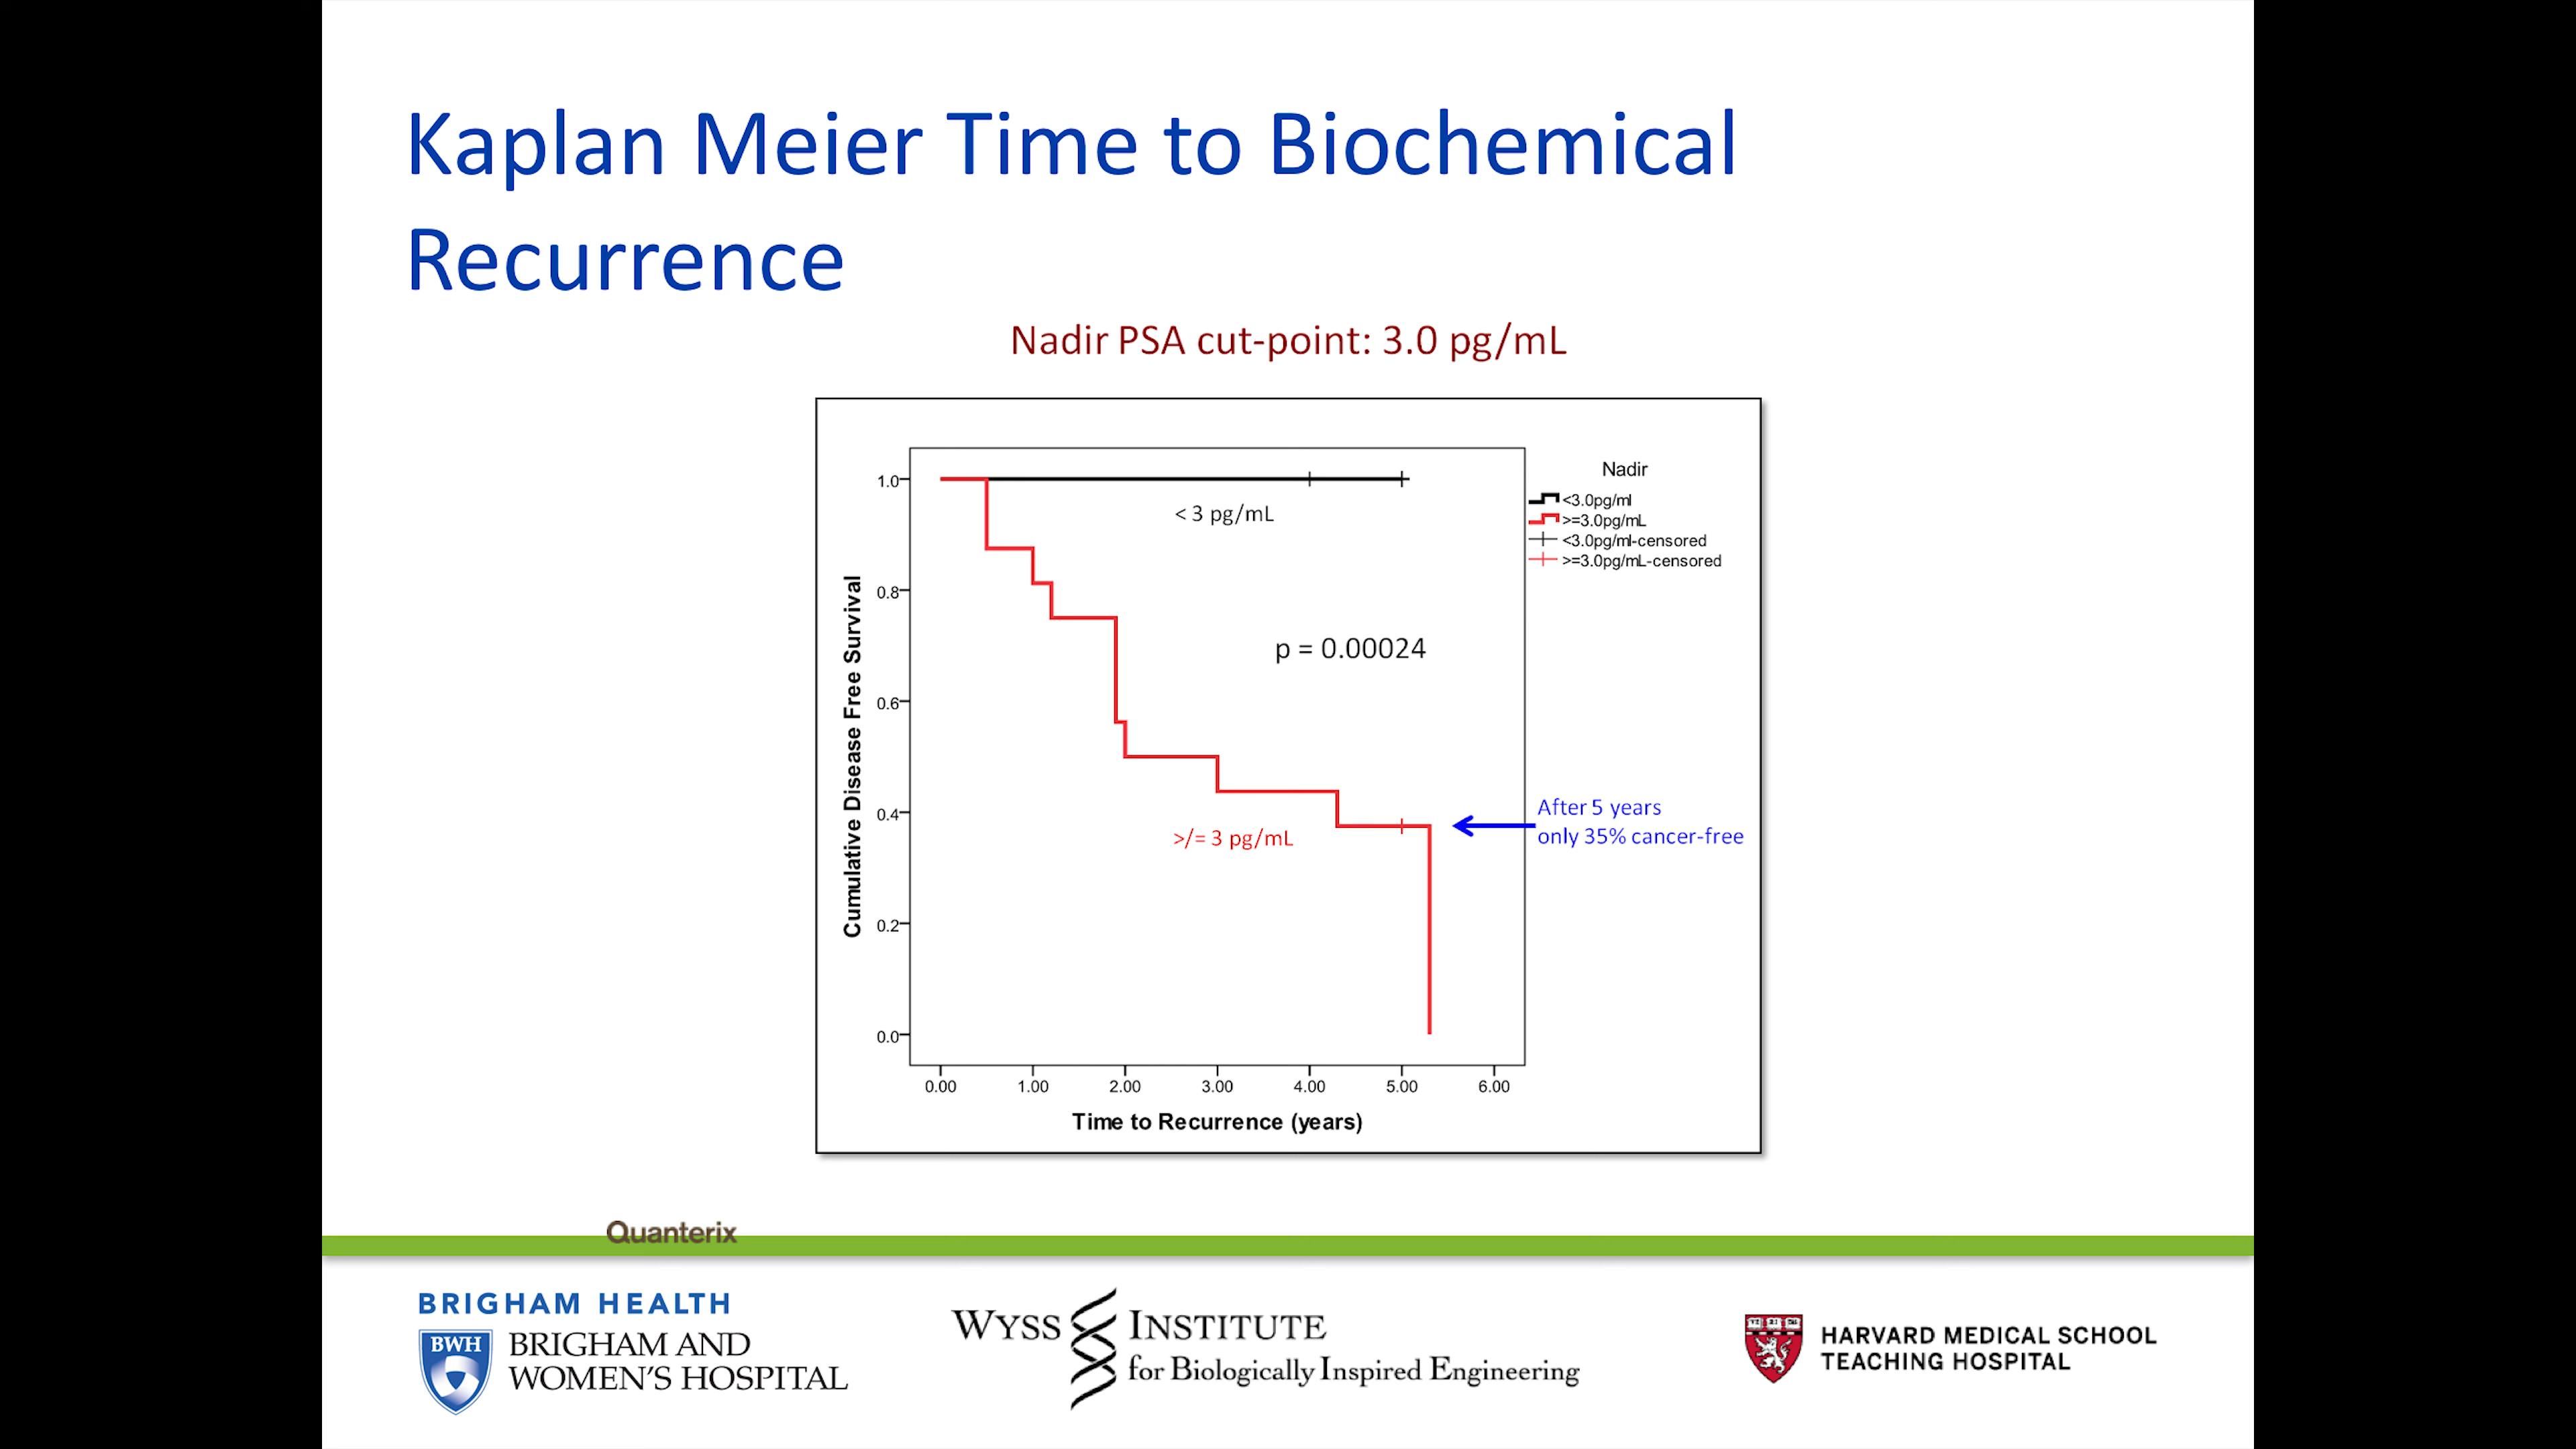 Kaplan Meier Time to Biochemical
Recurrence
Nadir PSA cut-point: 3.0 pg/mL
Nadir
<3.0pg/ml
>=3.0pg/mL
<3.0pg/ml-censored
>=3.0pg/mL-censored
Cumulative Disease Free Survival
1.0
0.8
0.6
0.4
0.2
0.0
< 3 pg/mL
p = 0.00024
>/= 3 pg/mL
After 5 years
only 35% cancer-free
0.00 1.00 2.00 3.00 4.00 5.00 6.00
Time to Recurrence (years)
Quanterix
BRIGHAM HEALTH
BWH
BRIGHAM AND
WOMEN'S HOSPITAL
WYSS INSTITUTE
for Biologically Inspired Engineering
VE RI TAS
HARVARD MEDICAL SCHOOL
TEACHING HOSPITAL